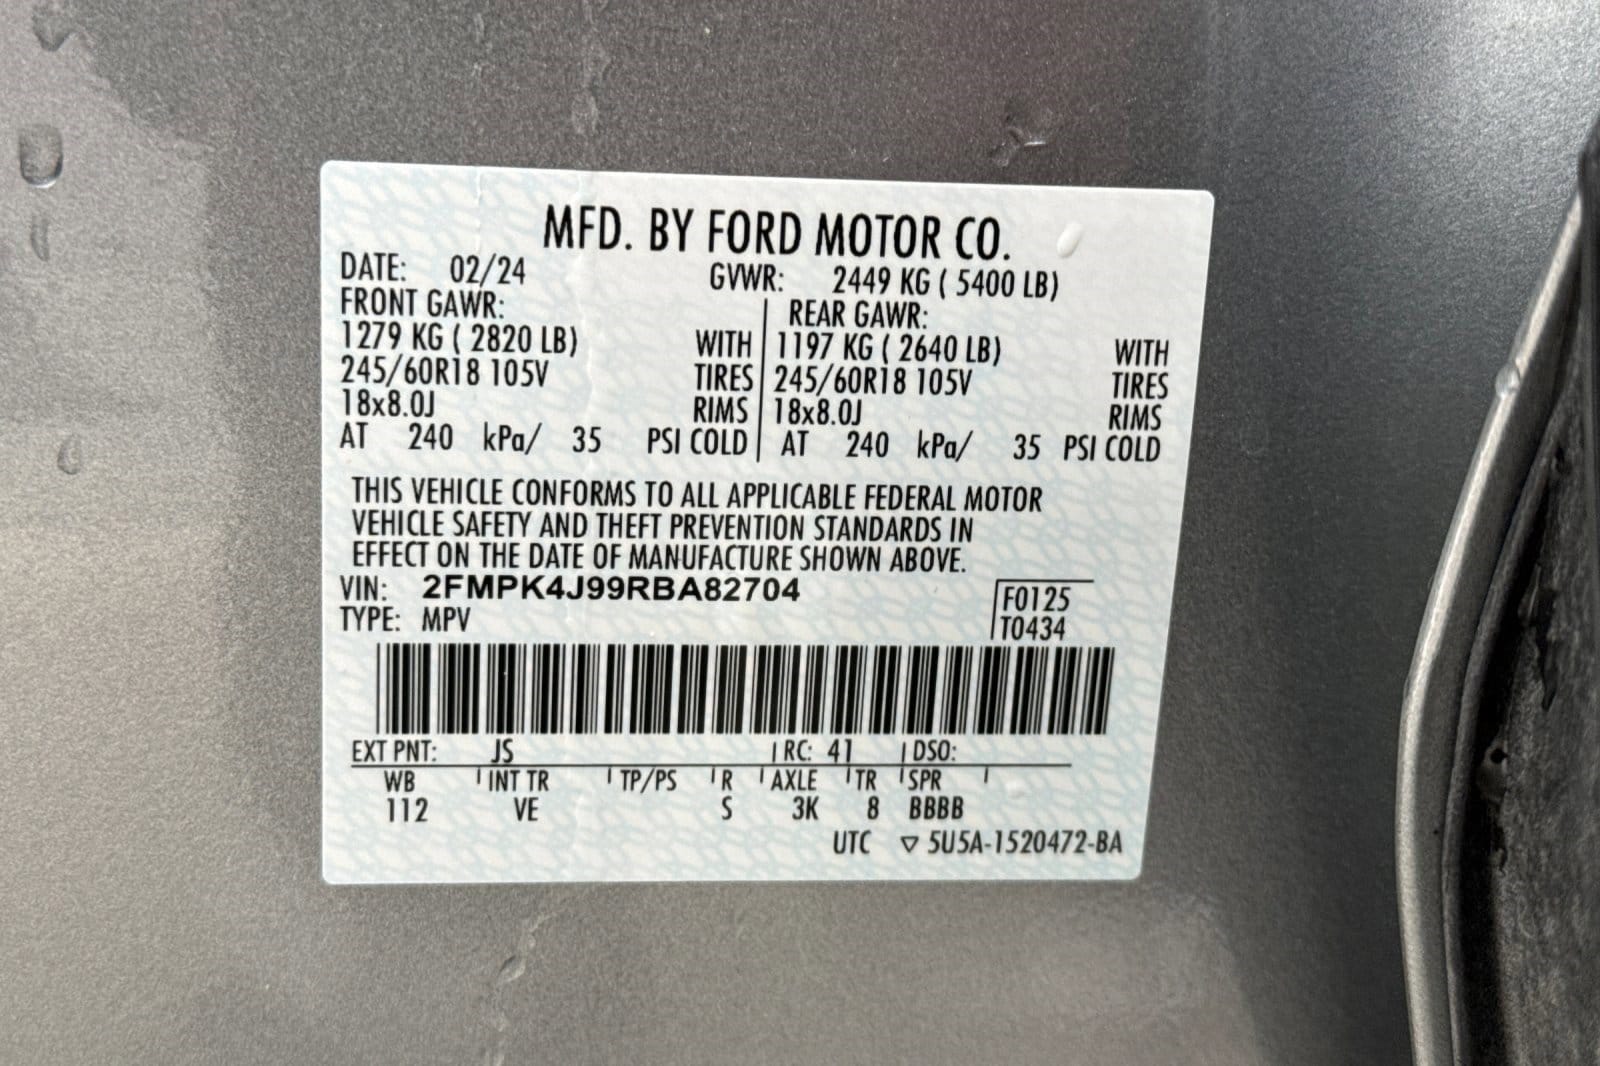 MFD. BY FORD MOTOR CO.
DATE: 02/24 GVWR: 2449 KG ( 5400 LB)
FRONT GAWR: REAR GAWR:
1279 KG ( 2820 LB) WITH 1197 KG ( 2640 LB) WITH
245/60R18 105V TIRES 245/60R18 105V TIRES
18x8.0J RIMS 18x8.0J RIMS
AT 240 kPa/ 35 PSI COLD AT 240 kPa/ 35 PSI COLD
THIS VEHICLE CONFORMS TO ALL APPLICABLE FEDERAL MOTOR
VEHICLE SAFETY AND THEFT PREVENTION STANDARDS IN
EFFECT ON THE DATE OF MANUFACTURE SHOWN ABOVE.
VIN: 2FMPK4J99RBA82704 F0125
TYPE: MPV T0434
EXT PNT: JS RC: 41 DSO:
WB INT TR TP/PS R AXLE TR SPR
112 VE S 3K 8 BBBB
UTC ▽ 5U5A-1520472-BA